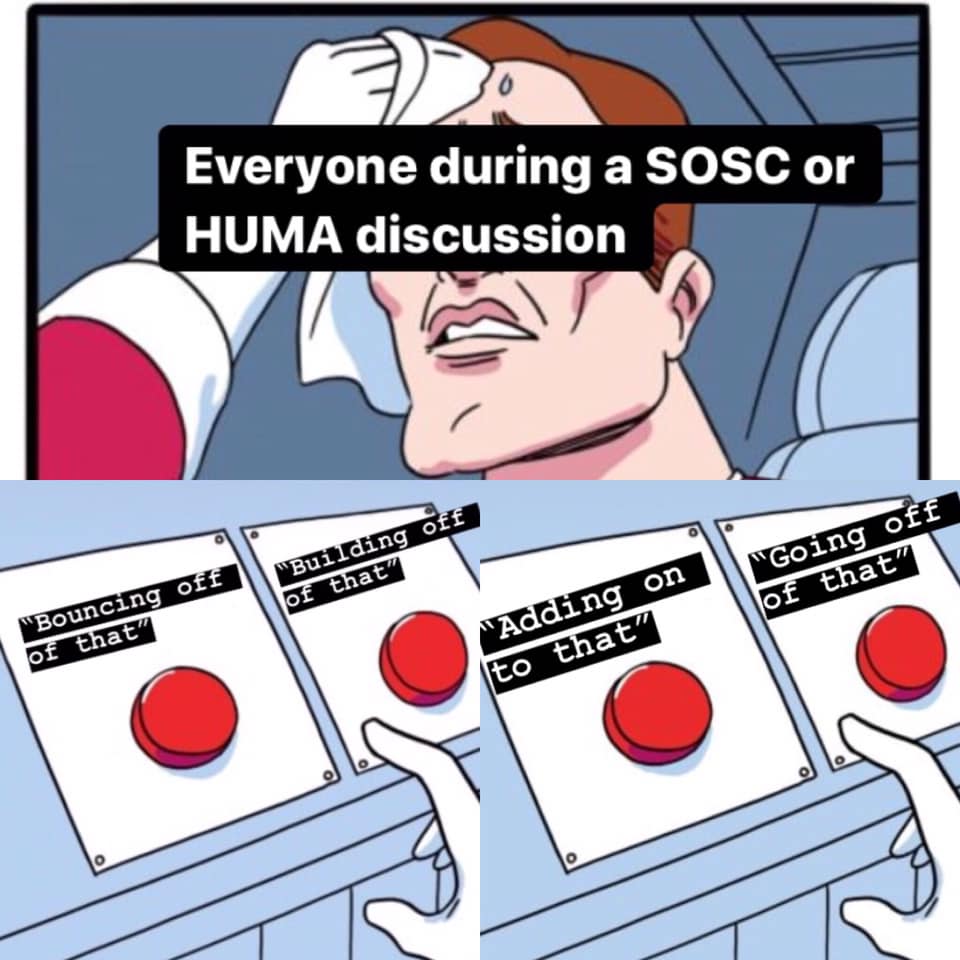 Everyone during a SOSC or
HUMA discussion
"Bouncing off
of that"
"Building off
of that"
"Adding on
to that"
"Going off
of that"